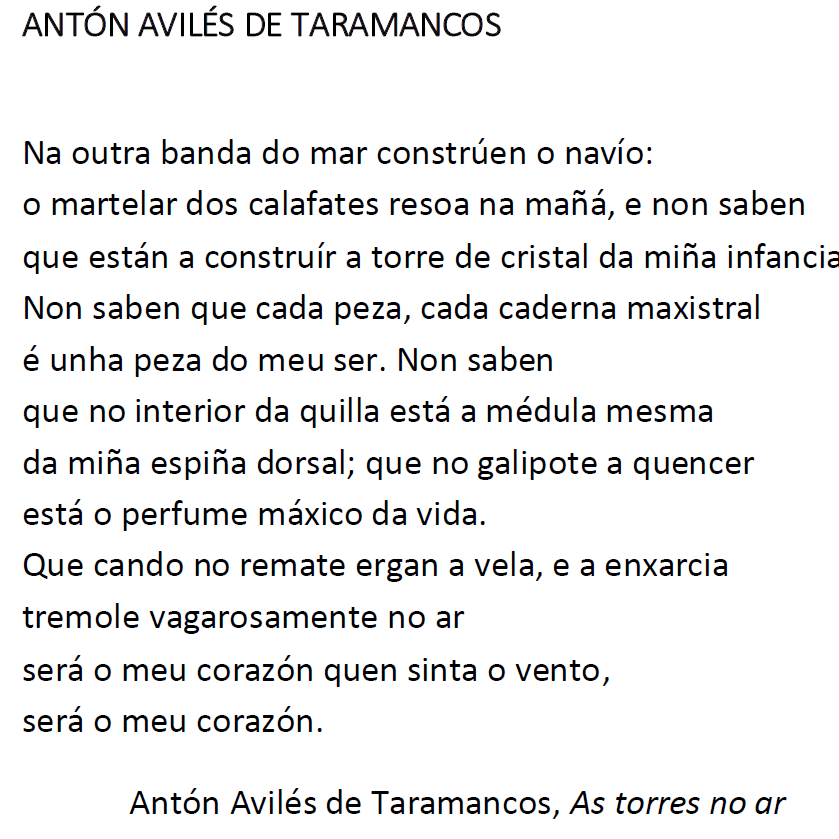 ANTÓN AVILÉS DE TARAMANCOS
Na outra banda do mar constrúen o navío:
o martelar dos calafates resoa na mañá, e non saben
que están a construír a torre de cristal da miña infancia
Non saben que cada peza, cada caderna maxistral
é unha peza do meu ser. Non saben
que no interior da quilla está a médula mesma
da miña espiña dorsal; que no galipote a quencer
está o perfume máxico da vida.
Que cando no remate ergan a vela, e a enxarcia
tremole vagarosamente no ar
será o meu corazón quen sinta o vento,
será o meu corazón.
Antón Avilés de Taramancos, As torres no ar